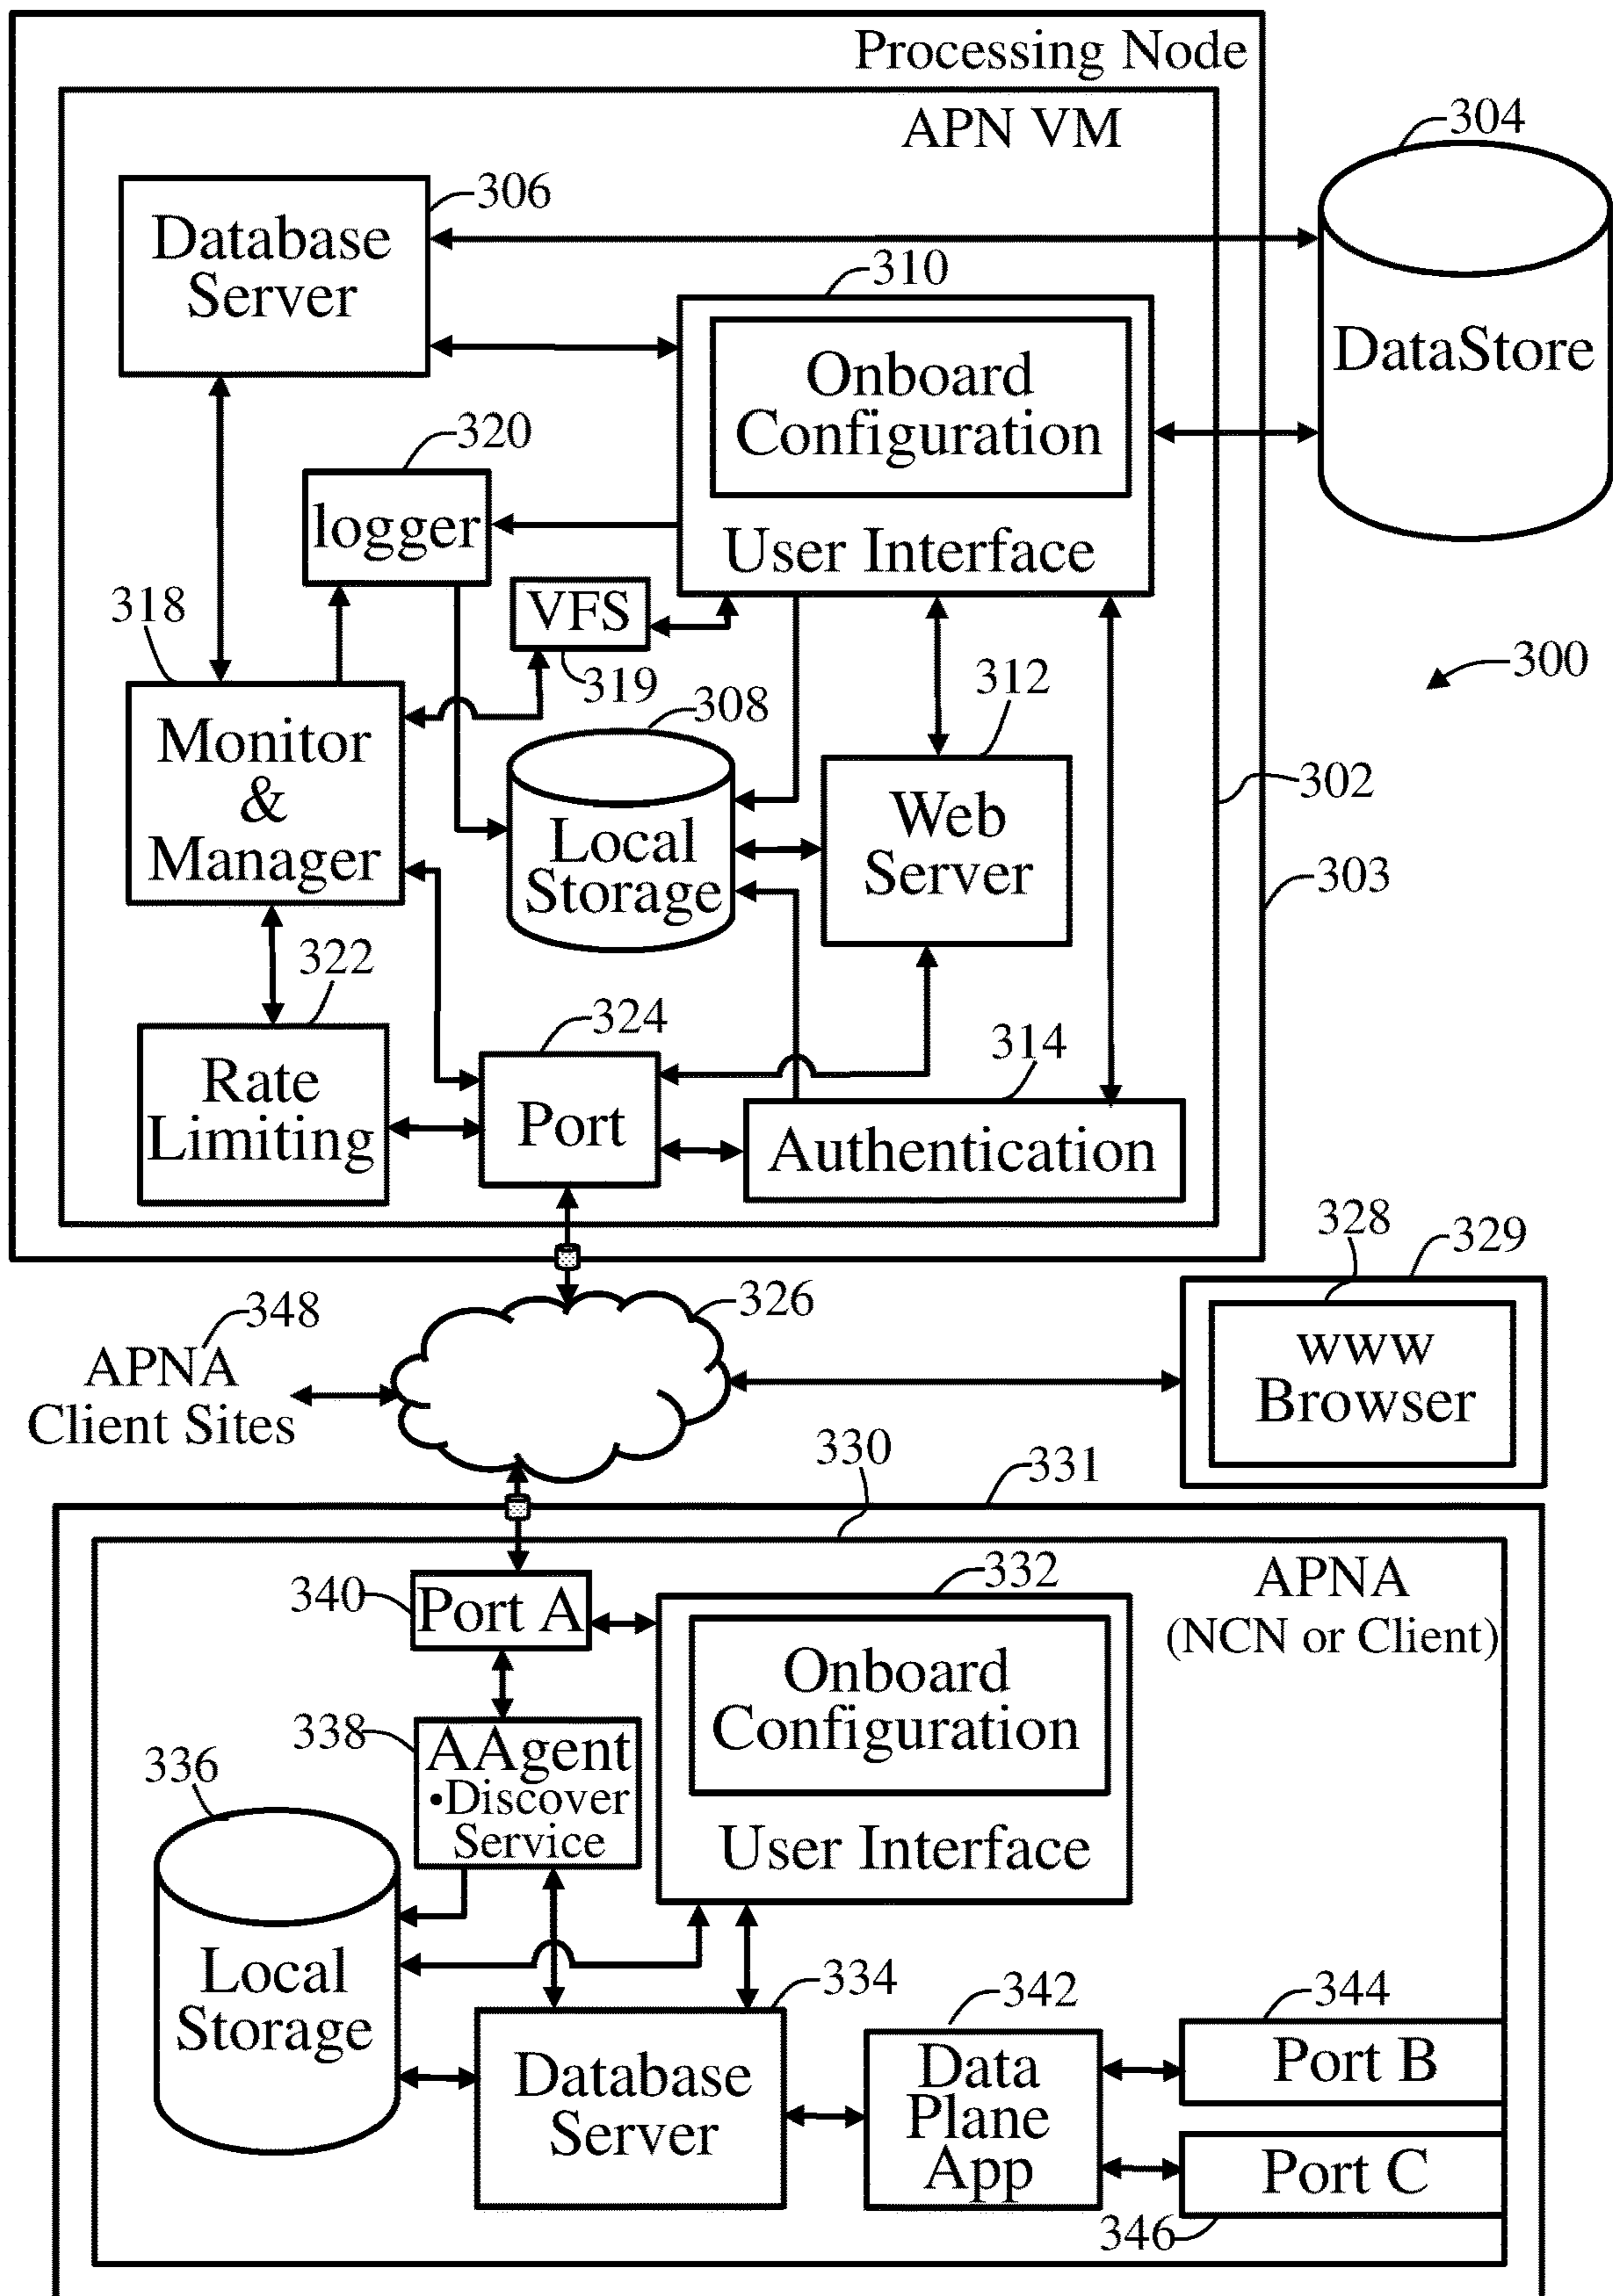 Processing Node
APN VM
304
306
Database
Server
310
DataStore
Onboard
Configuration
320
logger
User Interface
318
VFS
319
300
312
308
Monitor
&
Manager
302
Web
Server
Local
Storage
303
322
324
314
Rate
Limiting
Port
Authentication
328
329
326
348
APNA
Client Sites
www
Browser
330
331
332
APNA
(NCN or Client)
340
Port A
Onboard
Configuration
338
AAgent
•Discover
Service
336
User Interface
Local
Storage
334
342
344
Database
Server
Data
Plane
App
Port B
Port C
346